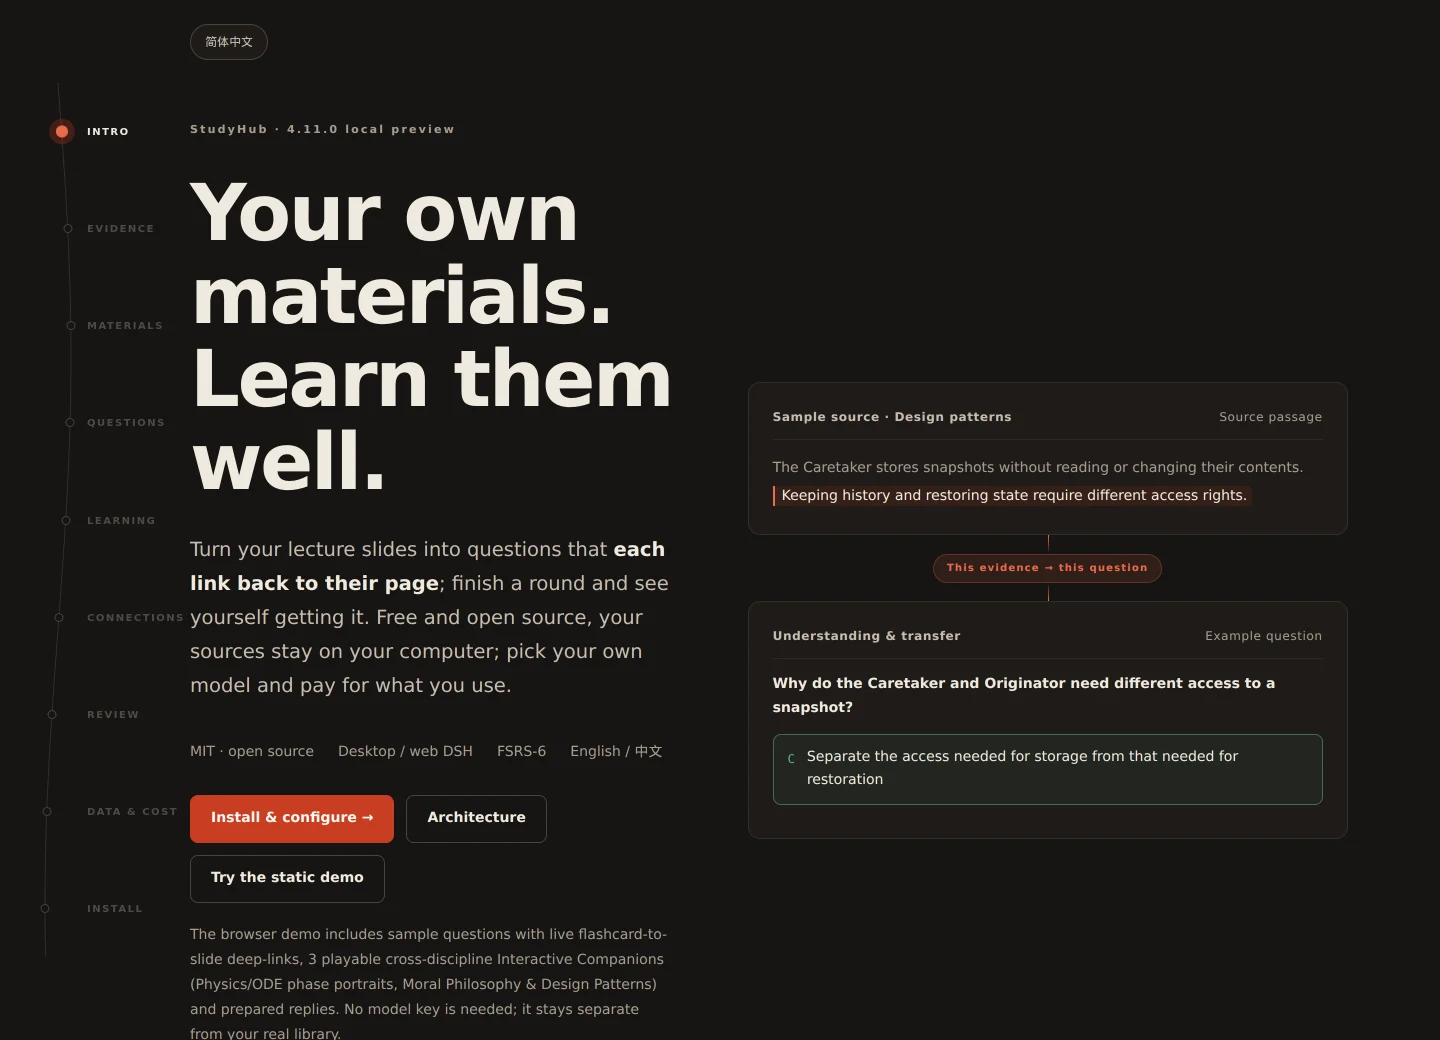 简体中文
INTRO
EVIDENCE
MATERIALS
QUESTIONS
LEARNING
CONNECTIONS
REVIEW
DATA & COST
INSTALL
StudyHub · 4.11.0 local preview
Your own
materials.
Learn them
well.
Turn your lecture slides into questions that each
link back to their page; finish a round and see
yourself getting it. Free and open source, your
sources stay on your computer; pick your own
model and pay for what you use.
MIT · open source Desktop / web DSH FSRS-6 English / 中文
Install & configure →
Architecture
Try the static demo
The browser demo includes sample questions with live flashcard-to-
slide deep-links, 3 playable cross-discipline Interactive Companions
(Physics/ODE phase portraits, Moral Philosophy & Design Patterns)
and prepared replies. No model key is needed; it stays separate
from your real library.
Sample source · Design patterns
Source passage
The Caretaker stores snapshots without reading or changing their contents.
Keeping history and restoring state require different access rights.
This evidence → this question
Understanding & transfer
Example question
Why do the Caretaker and Originator need different access to a
snapshot?
C Separate the access needed for storage from that needed for
restoration